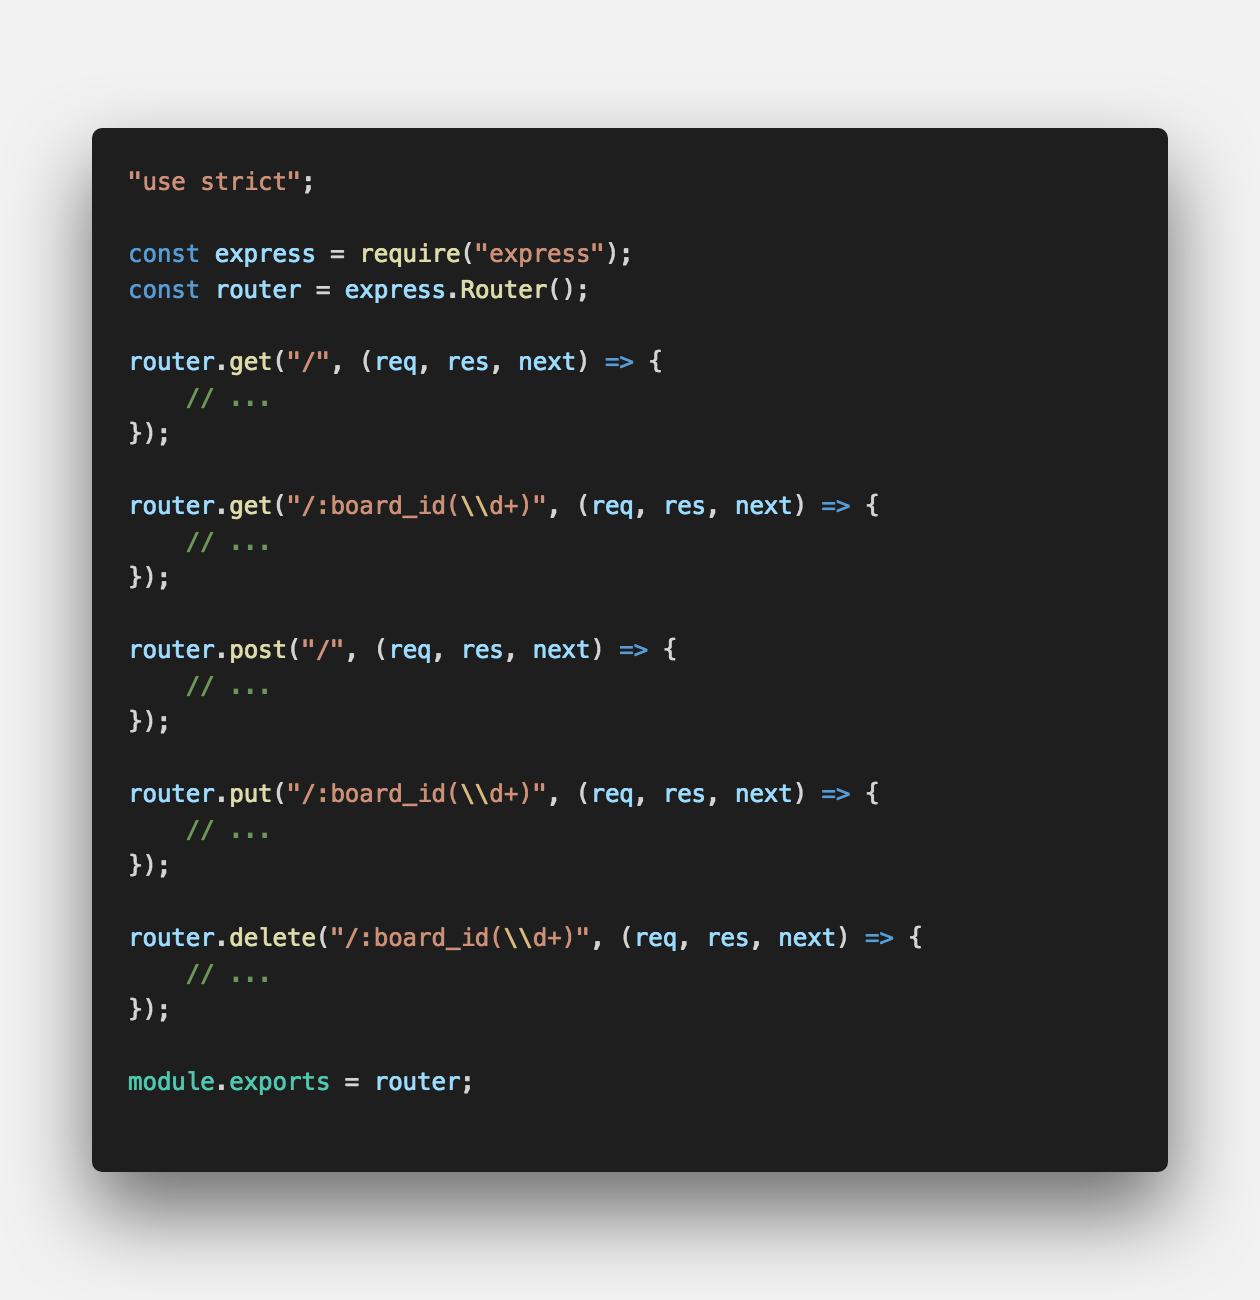 "use strict";
const express = require("express");
const router = express.Router();
router.get("/", (req, res, next) => {
    // ...
});
router.get("/:board_id(\\d+)", (req, res, next) => {
    // ...
});
router.post("/", (req, res, next) => {
    // ...
});
router.put("/:board_id(\\d+)", (req, res, next) => {
    // ...
});
router.delete("/:board_id(\\d+)", (req, res, next) => {
    // ...
});
module.exports = router;